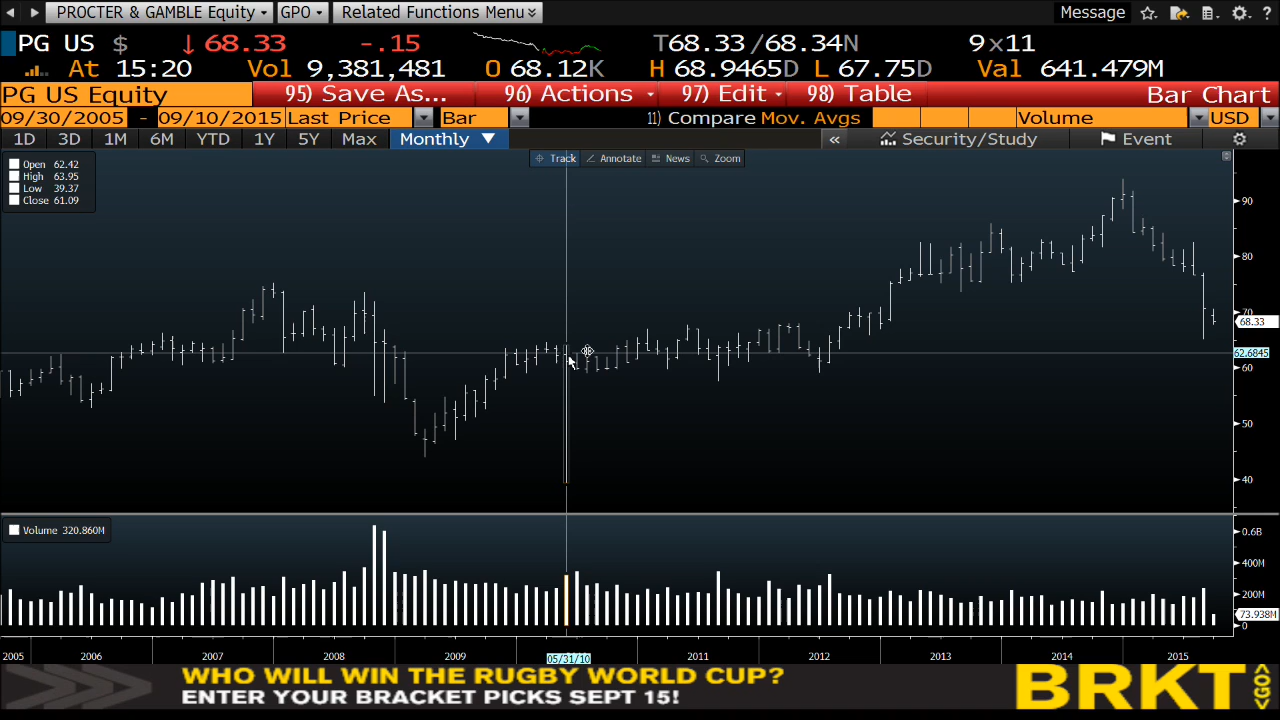 PROCTER & GAMBLE Equity GPO Related Functions Menu Message ?
PG US $ 68.33 -.15 T68.33 /68.34N 9x11
At 15:20 Vol 9,381,481 O 68.12K H 68.9465D L 67.75D Val 641.479M
PG US Equity 95) Save As... 96) Actions 97) Edit 98) Table Bar Chart
09/30/2005 - 09/10/2015 Last Price Bar 11) Compare Mov. Avgs Volume USD
1D 3D 1M 6M YTD 1Y 5Y Max Monthly « Security/Study Event
Track Annotate News Zoom
Open 62.42
High 63.95
Low 39.37
Close 61.09
90
80
70
68.33
62.6845
60
50
40
Volume 320.860M
0.6B
400M
200M
73.938M
0
2005 2006 2007 2008 2009 05/31/10 2011 2012 2013 2014 2015
WHO WILL WIN THE RUGBY WORLD CUP?
ENTER YOUR BRACKET PICKS SEPT 15!
BRKT <GO>